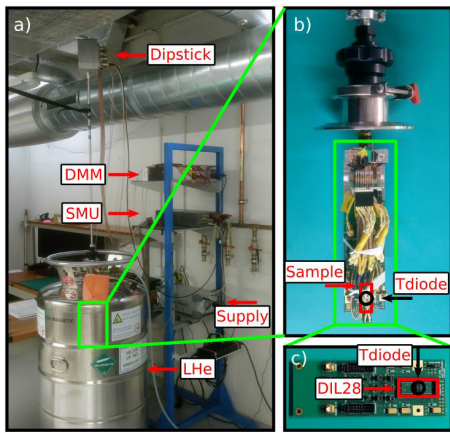 a)
Dipstick
DMM
SMU
Supply
LHe
b)
Sample
Tdiode
c)
Tdiode
DIL28